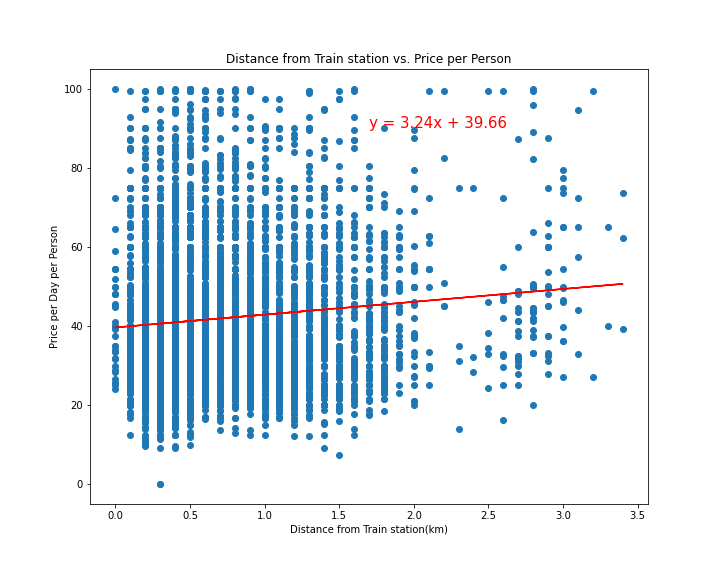 Distance from Train station vs. Price per Person
y = 3.24x + 39.66
Price per Day per Person
100
80
60
40
20
0
0.0 0.5 1.0 1.5 2.0 2.5 3.0 3.5
Distance from Train station(km)